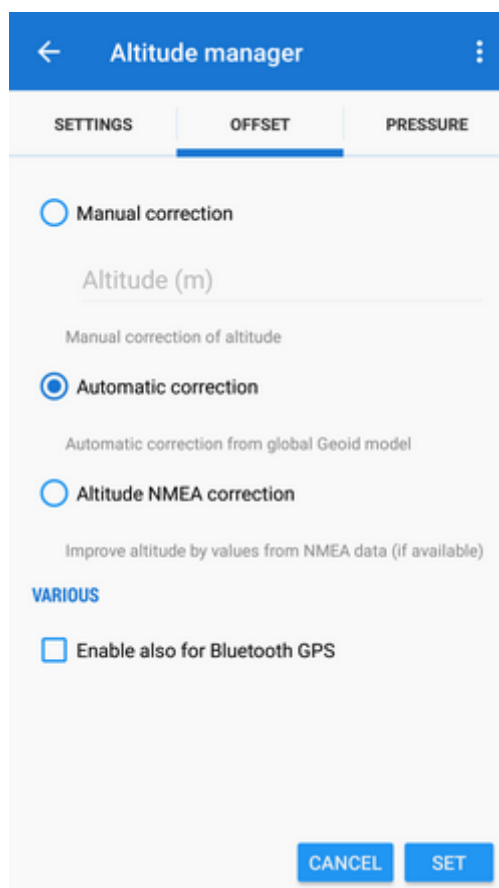 Altitude manager
SETTINGS OFFSET PRESSURE
Manual correction
Altitude (m)
Manual correction of altitude
Automatic correction
Automatic correction from global Geoid model
Altitude NMEA correction
Improve altitude by values from NMEA data (if available)
VARIOUS
Enable also for Bluetooth GPS
CANCEL SET